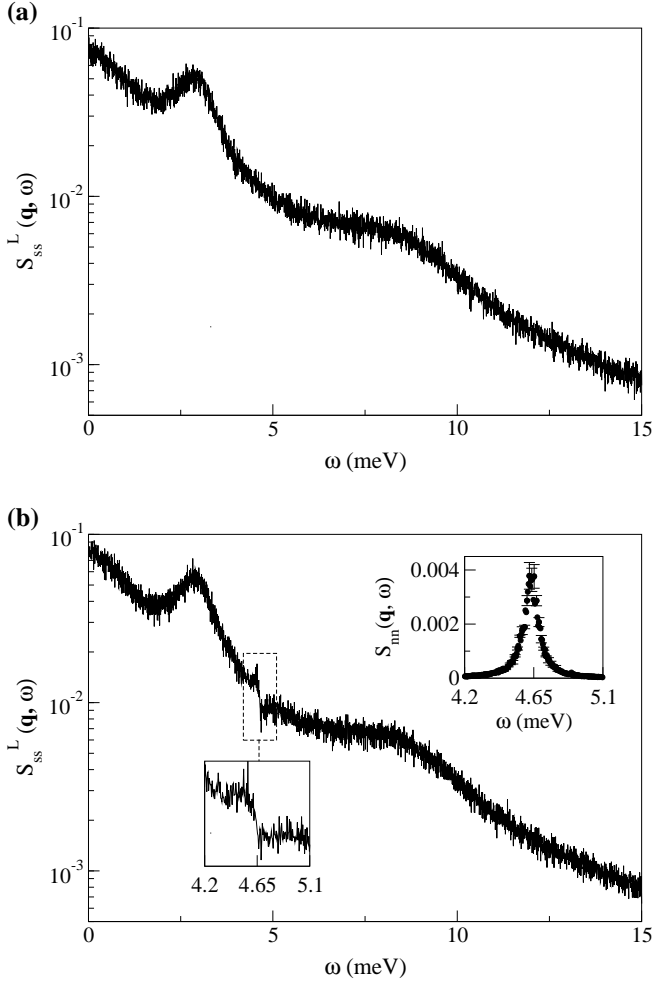 (a)
10⁻¹
10⁻²
10⁻³
S_ss^L (q, ω)
0 5 10 15
ω (meV)
(b)
10⁻¹
10⁻²
10⁻³
S_ss^L (q, ω)
0.004
0.002
0
S_nn(q, ω)
4.2 4.65 5.1
ω (meV)
4.2 4.65 5.1
0 5 10 15
ω (meV)